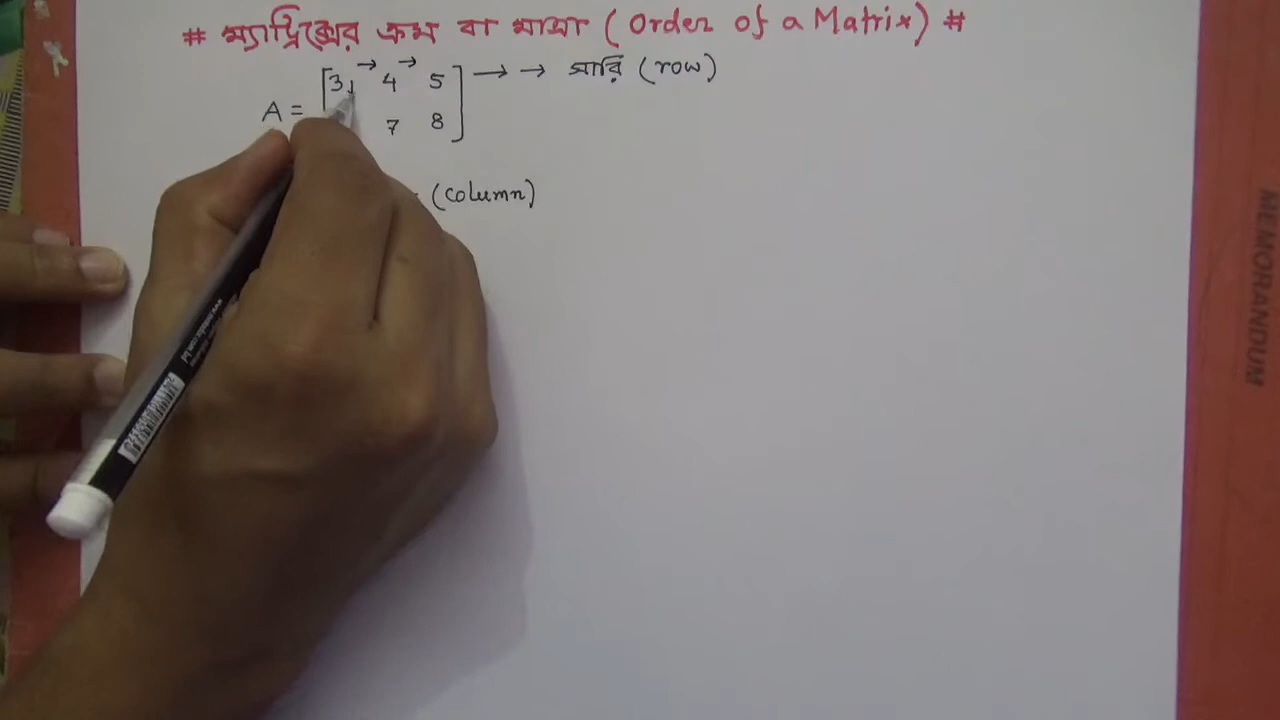 # ম্যাট্রিক্সের ক্রম বা মাত্রা ( Order of a Matrix ) #
[ 3 → 4 → 5 ] → → সারি (row)
A =
7 8
(column)
MEMORANDUM